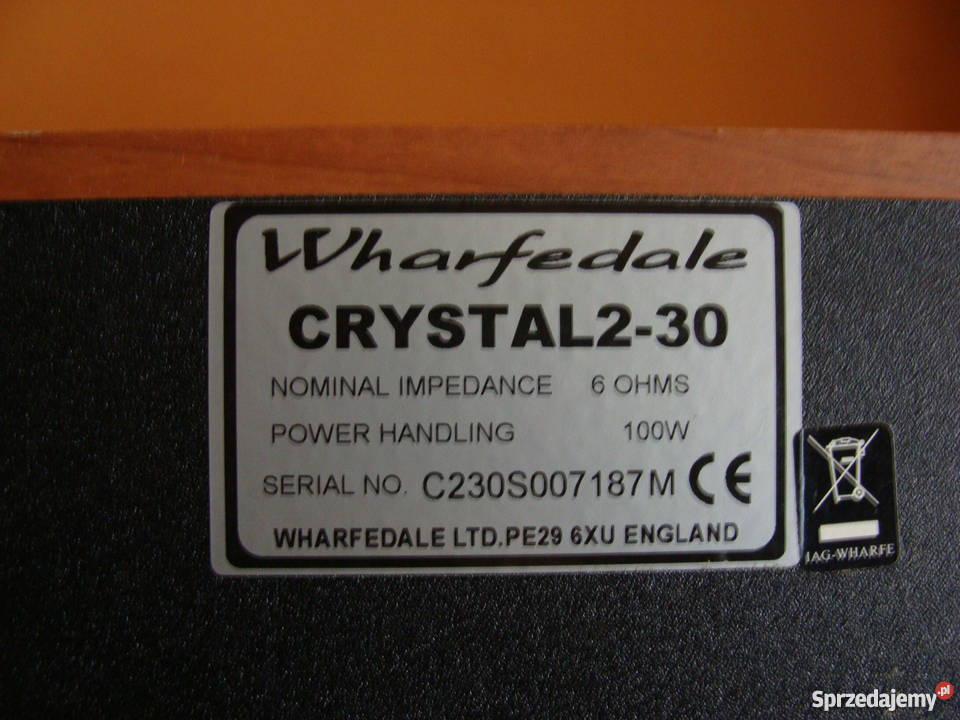 Wharfedale
CRYSTAL2-30
NOMINAL IMPEDANCE 6 OHMS
POWER HANDLING 100W
SERIAL NO. C230S007187M CE
WHARFEDALE LTD.PE29 6XU ENGLAND
IAG-WHARFE
Sprzedajemy.pl